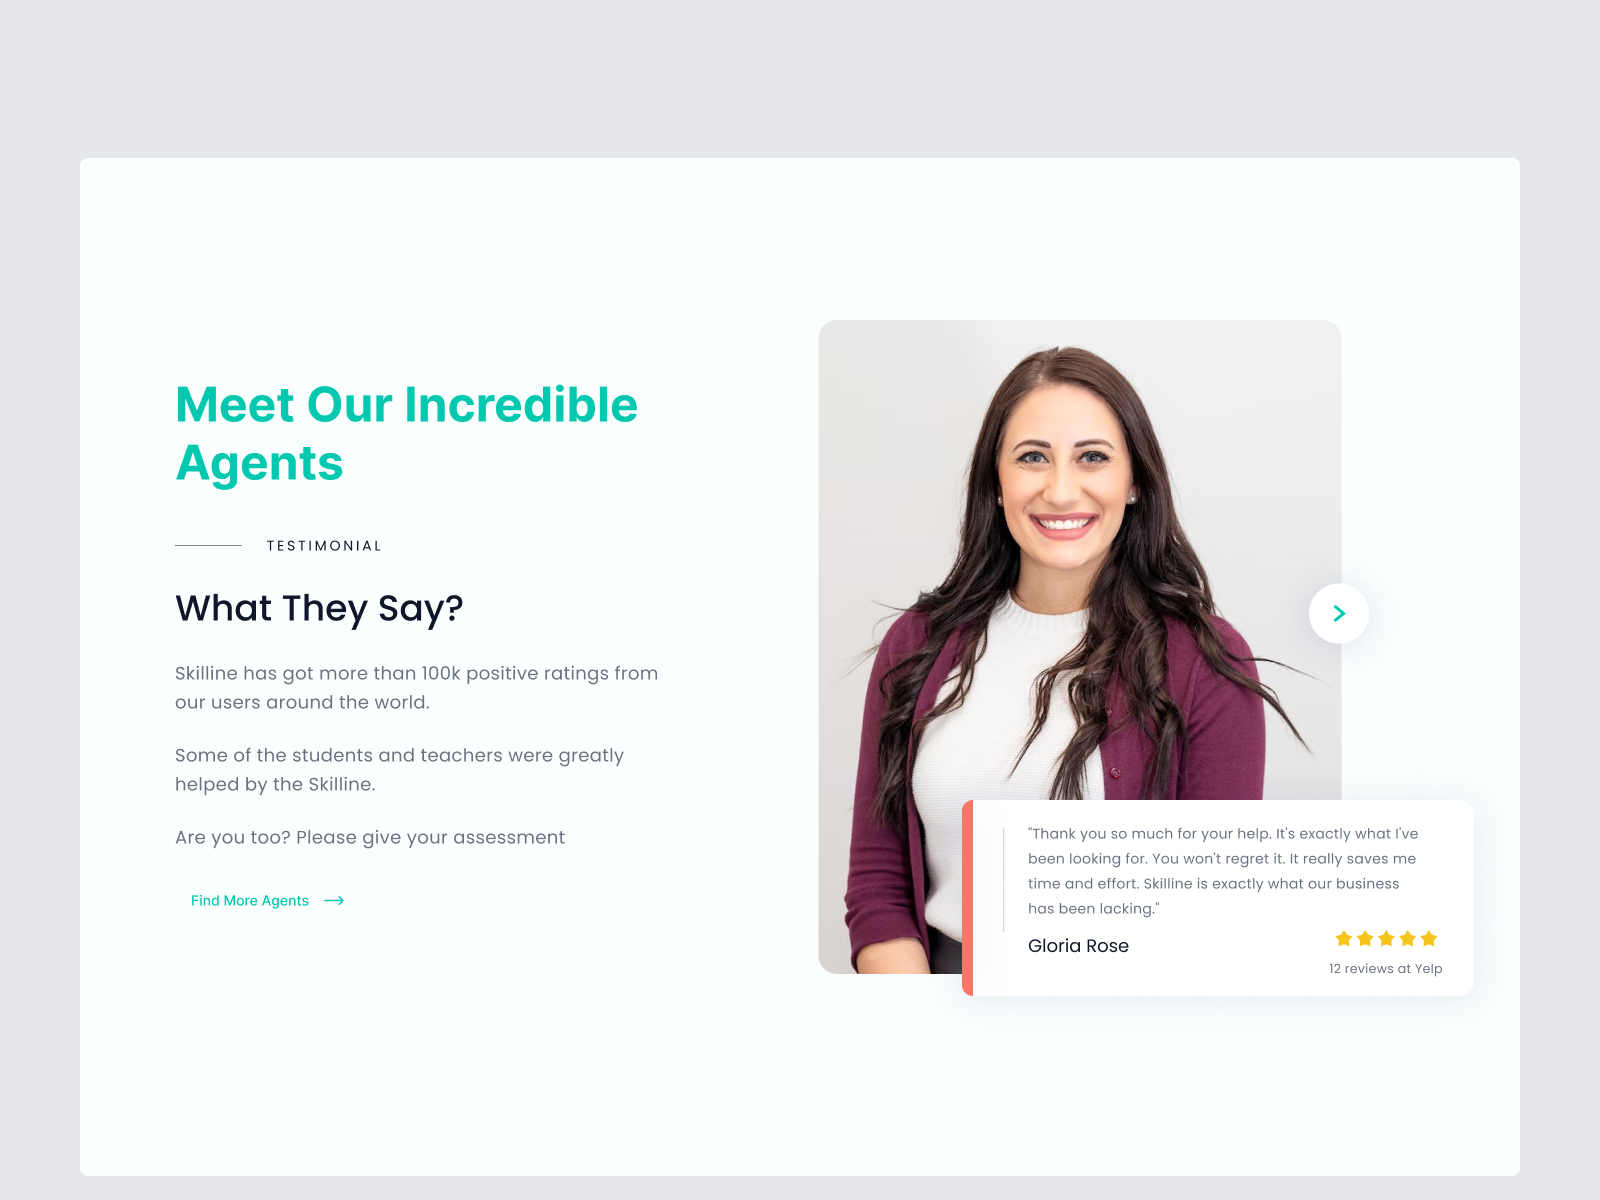 Meet Our Incredible
Agents
TESTIMONIAL
What They Say?
Skilline has got more than 100k positive ratings from
our users around the world.
Some of the students and teachers were greatly
helped by the Skilline.
Are you too? Please give your assessment
Find More Agents
"Thank you so much for your help. It's exactly what I've
been looking for. You won't regret it. It really saves me
time and effort. Skilline is exactly what our business
has been lacking."
Gloria Rose
12 reviews at Yelp